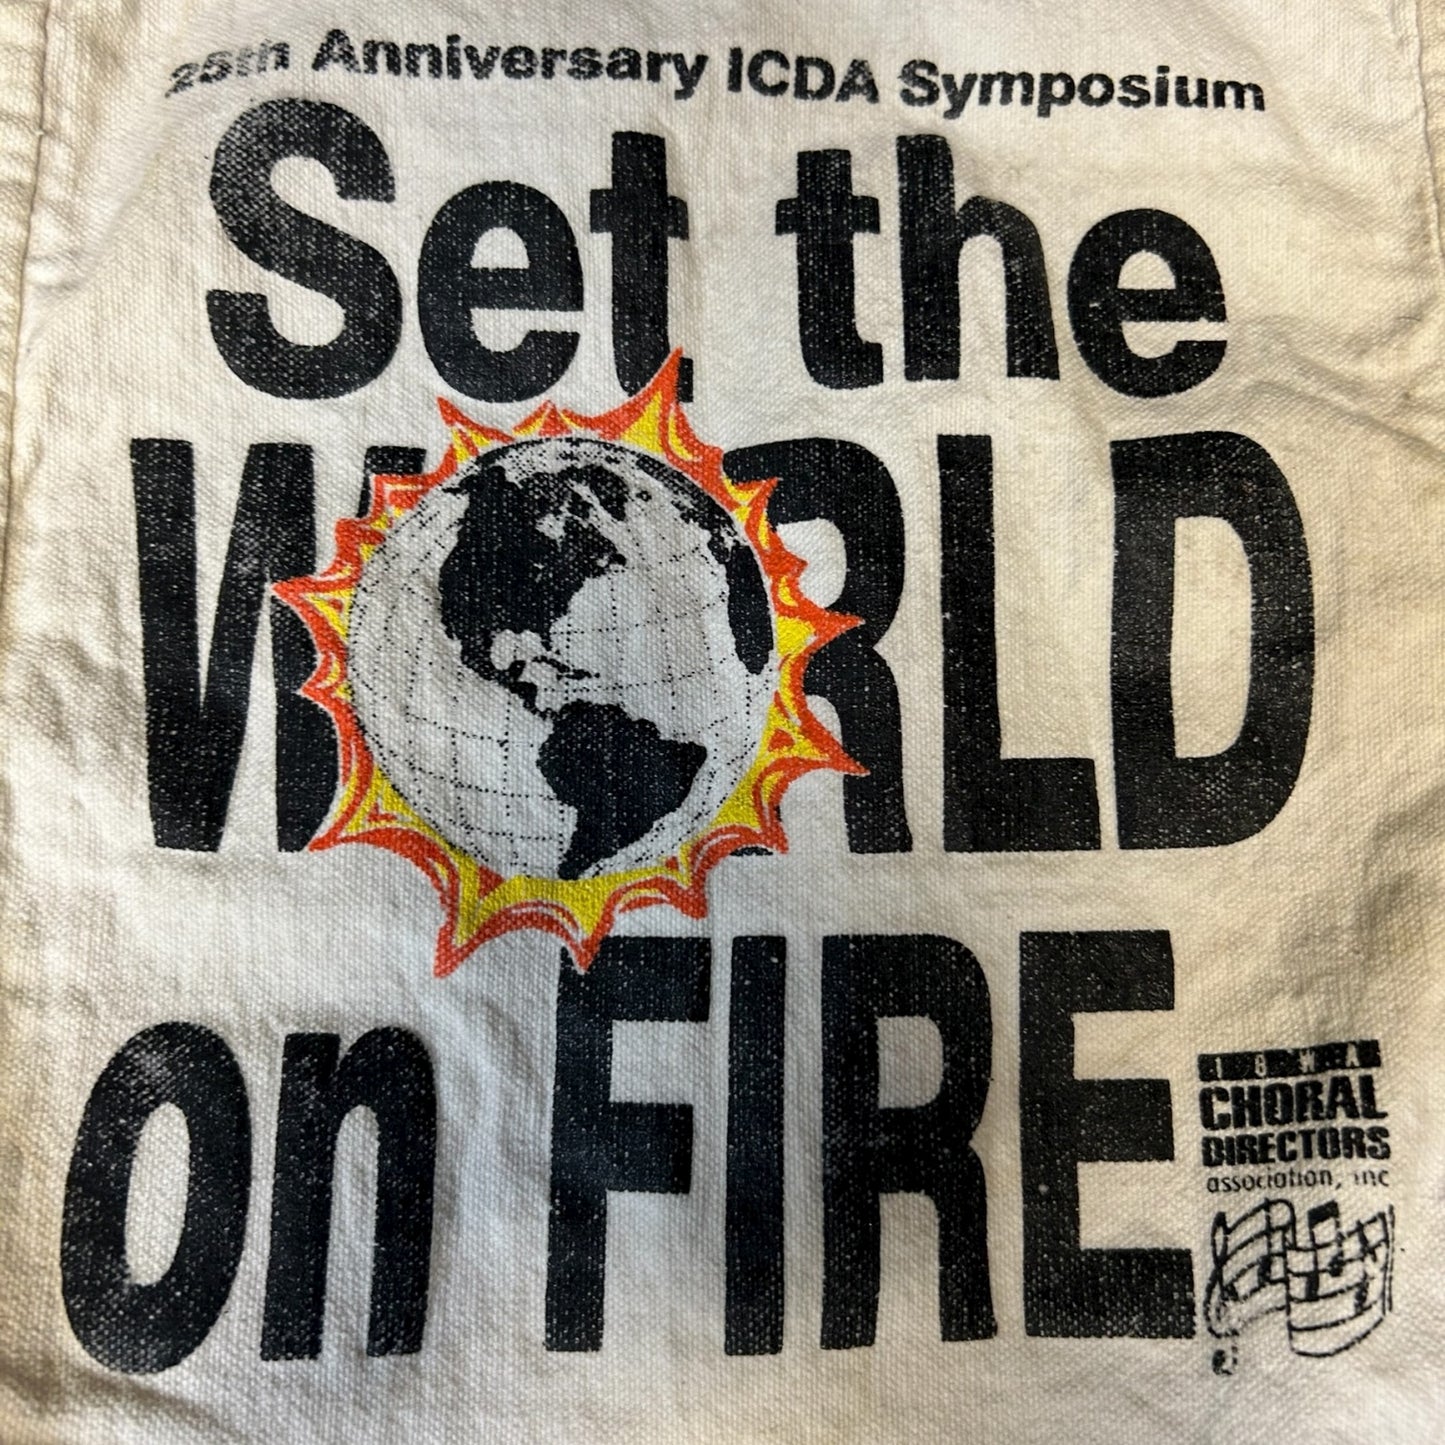 25th Anniversary ICDA Symposium
Set the
WORLD
on FIRE
IOWA
CHORAL
DIRECTORS
association, inc